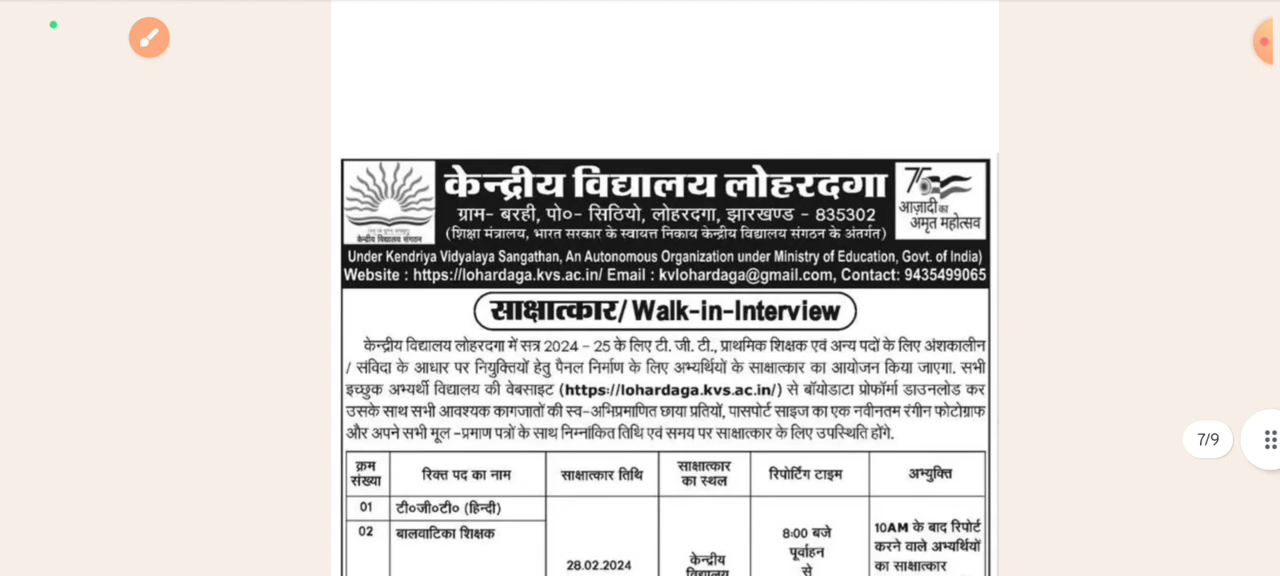 केन्द्रीय विद्यालय लोहरदगा
ग्राम- बरही, पो०- सिठियो, लोहरदगा, झारखण्ड - 835302
(शिक्षा मंत्रालय, भारत सरकार के स्वायत्त निकाय केन्द्रीय विद्यालय संगठन के अंतर्गत)
केन्द्रीय विद्यालय संगठन
75
आज़ादी का
अमृत महोत्सव
Under Kendriya Vidyalaya Sangathan, An Autonomous Organization under Ministry of Education, Govt. of India)
Website : https://lohardaga.kvs.ac.in/ Email : kvlohardaga@gmail.com, Contact: 9435499065
साक्षात्कार/ Walk-in-Interview
केन्द्रीय विद्यालय लोहरदगा में सत्र 2024 - 25 के लिए टी. जी. टी., प्राथमिक शिक्षक एवं अन्य पदों के लिए अंशकालीन
/ संविदा के आधार पर नियुक्तियों हेतु पैनल निर्माण के लिए अभ्यर्थियों के साक्षात्कार का आयोजन किया जाएगा. सभी
इच्छुक अभ्यर्थी विद्यालय की वेबसाइट (https://lohardaga.kvs.ac.in/) से बॉयोडाटा प्रोफॉर्मा डाउनलोड कर
उसके साथ सभी आवश्यक कागजातों की स्व-अभिप्रमाणित छाया प्रतियों, पासपोर्ट साइज का एक नवीनतम रंगीन फोटोग्राफ
और अपने सभी मूल -प्रमाण पत्रों के साथ निम्नांकित तिथि एवं समय पर साक्षात्कार के लिए उपस्थिति होंगे.
क्रम संख्या रिक्त पद का नाम साक्षात्कार तिथि साक्षात्कार का स्थल रिपोर्टिंग टाइम अभ्युक्ति
01 टी०जी०टी० (हिन्दी)
02 बालवाटिका शिक्षक
28.02.2024
केन्द्रीय
विद्यालय
8:00 बजे
पूर्वाहन
से
10AM के बाद रिपोर्ट
करने वाले अभ्यर्थियों
का साक्षात्कार
7/9